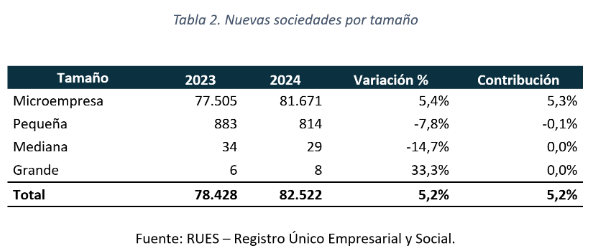 Tabla 2. Nuevas sociedades por tamaño
Tamaño 2023 2024 Variación % Contribución
Microempresa 77.505 81.671 5,4% 5,3%
Pequeña 883 814 -7,8% -0,1%
Mediana 34 29 -14,7% 0,0%
Grande 6 8 33,3% 0,0%
Total 78.428 82.522 5,2% 5,2%
Fuente: RUES – Registro Único Empresarial y Social.